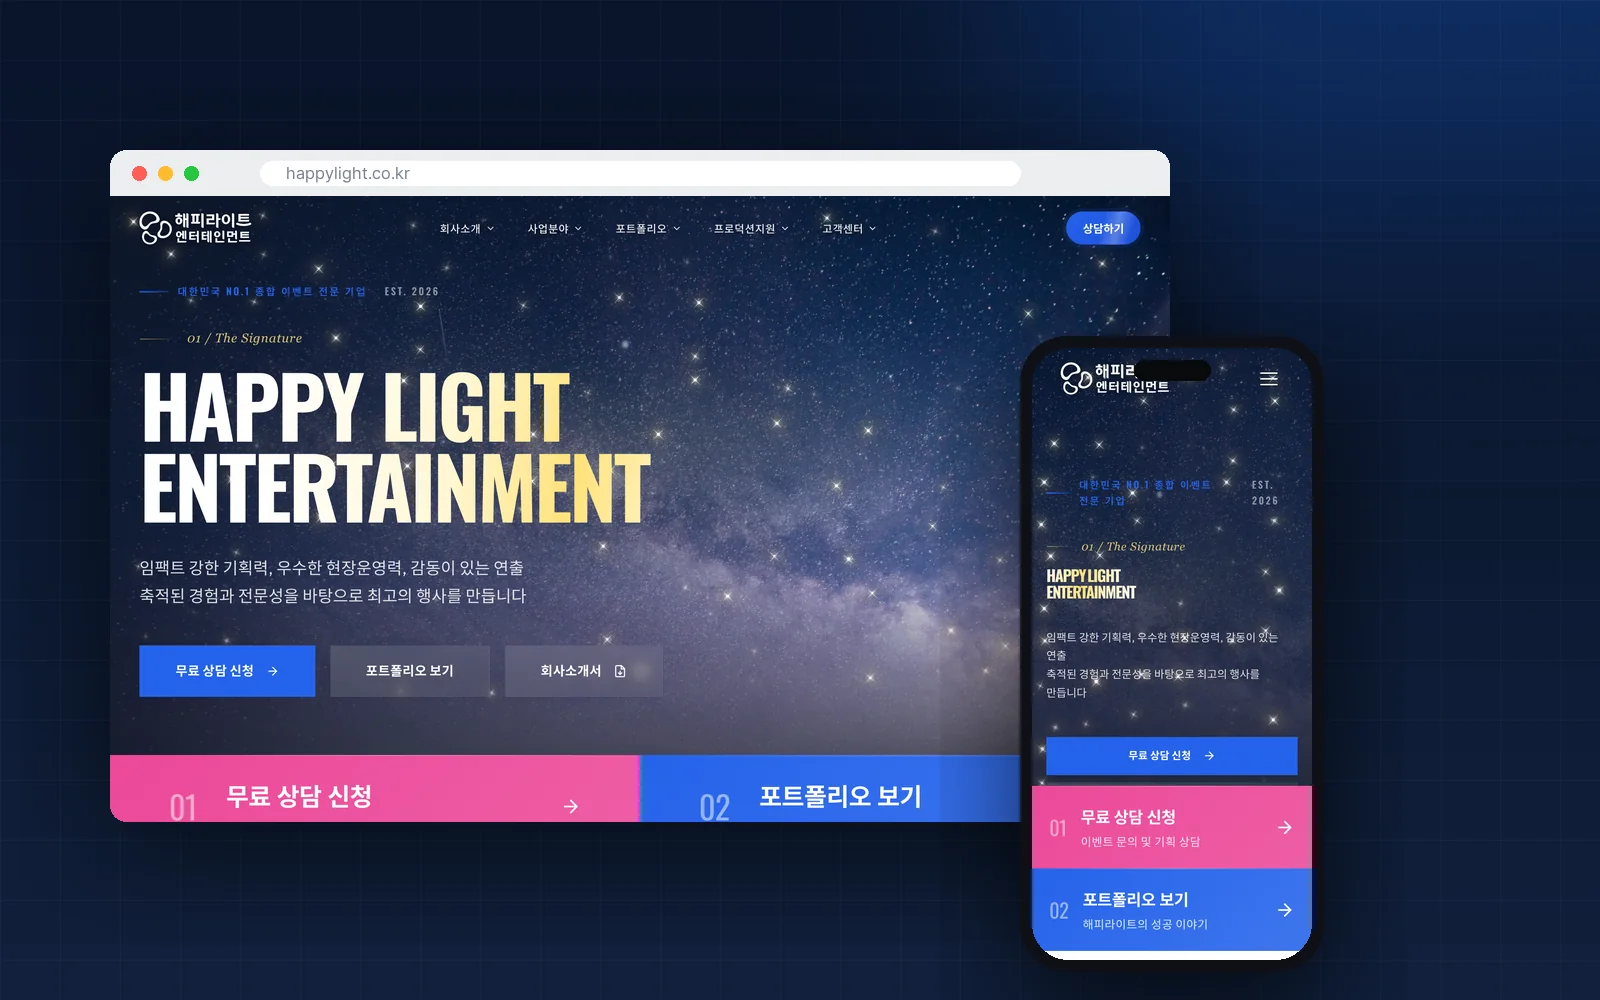 happylight.co.kr
해피라이트
엔터테인먼트
회사소개
사업분야
포트폴리오
프로덕션지원
고객센터
상담하기
대한민국 NO.1 종합 이벤트 전문 기업
EST. 2026
01 / The Signature
HAPPY LIGHT
ENTERTAINMENT
임팩트 강한 기획력, 우수한 현장운영력, 감동이 있는 연출
축적된 경험과 전문성을 바탕으로 최고의 행사를 만듭니다
무료 상담 신청
포트폴리오 보기
회사소개서
01
무료 상담 신청
02
포트폴리오 보기
해피라
엔터테인먼트
대한민국 NO.1 종합 이벤트
전문 기업
EST.
2026
01 / The Signature
HAPPY LIGHT
ENTERTAINMENT
임팩트 강한 기획력, 우수한 현장운영력, 감동이 있는
연출
축적된 경험과 전문성을 바탕으로 최고의 행사를
만듭니다
무료 상담 신청
01
무료 상담 신청
이벤트 문의 및 기획 상담
02
포트폴리오 보기
해피라이트의 성공 이야기